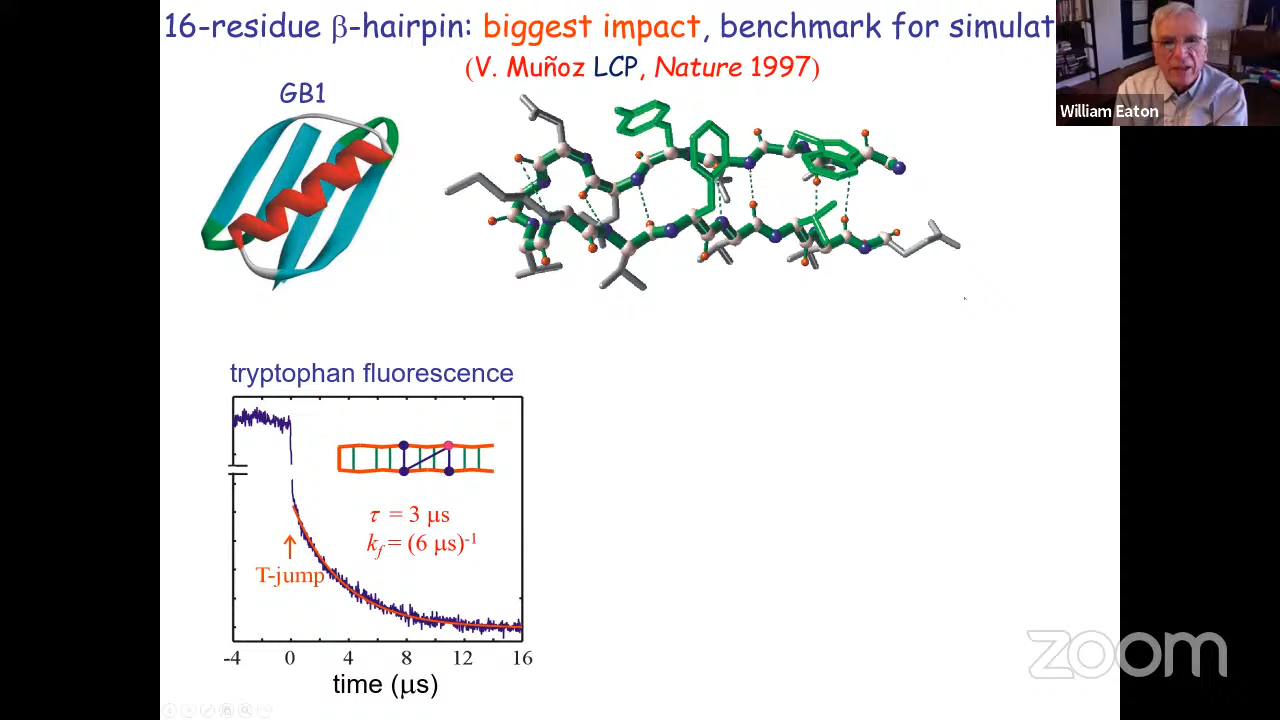 16-residue β-hairpin: biggest impact, benchmark for simulat
(V. Muñoz LCP, Nature 1997)
William Eaton
GB1
tryptophan fluorescence
τ = 3 μs
kf = (6 μs)-1
T-jump
-4 0 4 8 12 16
time (μs)
zoom